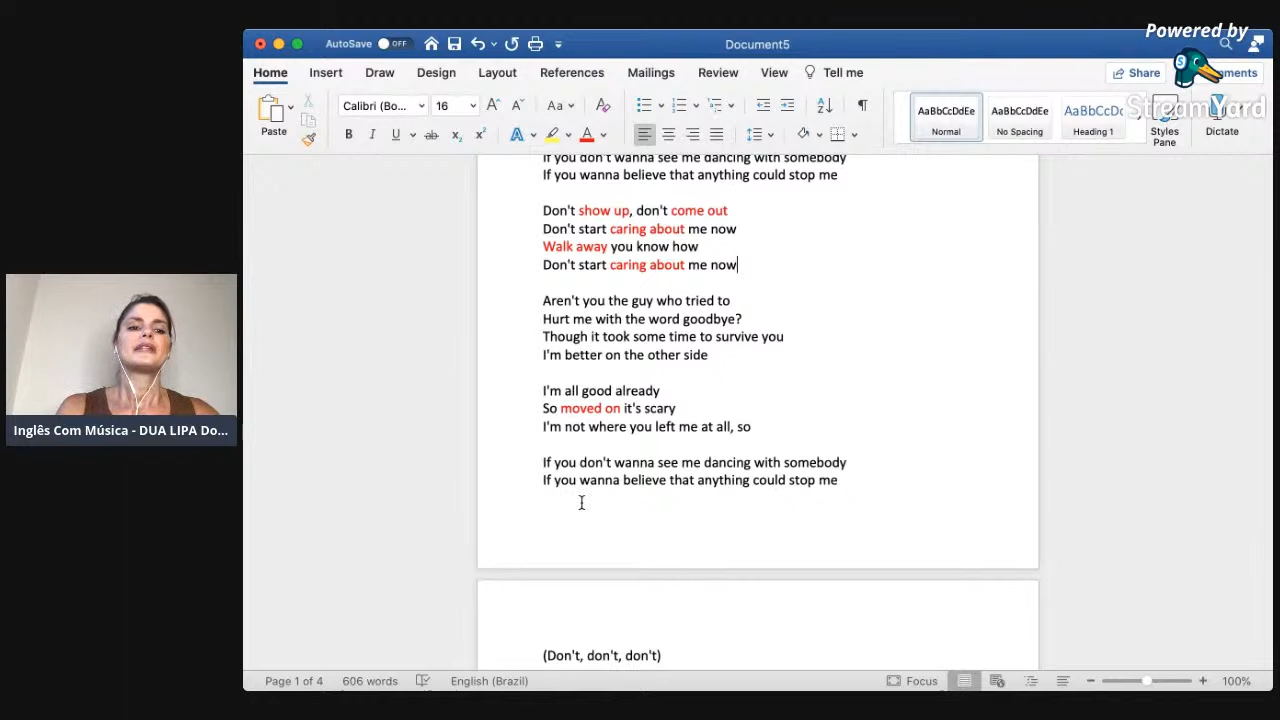 Powered by
StreamYard
AutoSave OFF
Document5
Home Insert Draw Design Layout References Mailings Review View Tell me
Share
Paste
Calibri (Bo...
16
AaBbCcDdEe
Normal
AaBbCcDdEe
No Spacing
AaBbCcDc
Heading 1
Styles
Pane
Dictate
If you don't wanna see me dancing with somebody
If you wanna believe that anything could stop me
Don't show up, don't come out
Don't start caring about me now
Walk away you know how
Don't start caring about me now
Aren't you the guy who tried to
Hurt me with the word goodbye?
Though it took some time to survive you
I'm better on the other side
I'm all good already
So moved on it's scary
I'm not where you left me at all, so
If you don't wanna see me dancing with somebody
If you wanna believe that anything could stop me
(Don't, don't, don't)
Inglês Com Música - DUA LIPA Do...
Page 1 of 4 606 words English (Brazil) Focus 100%